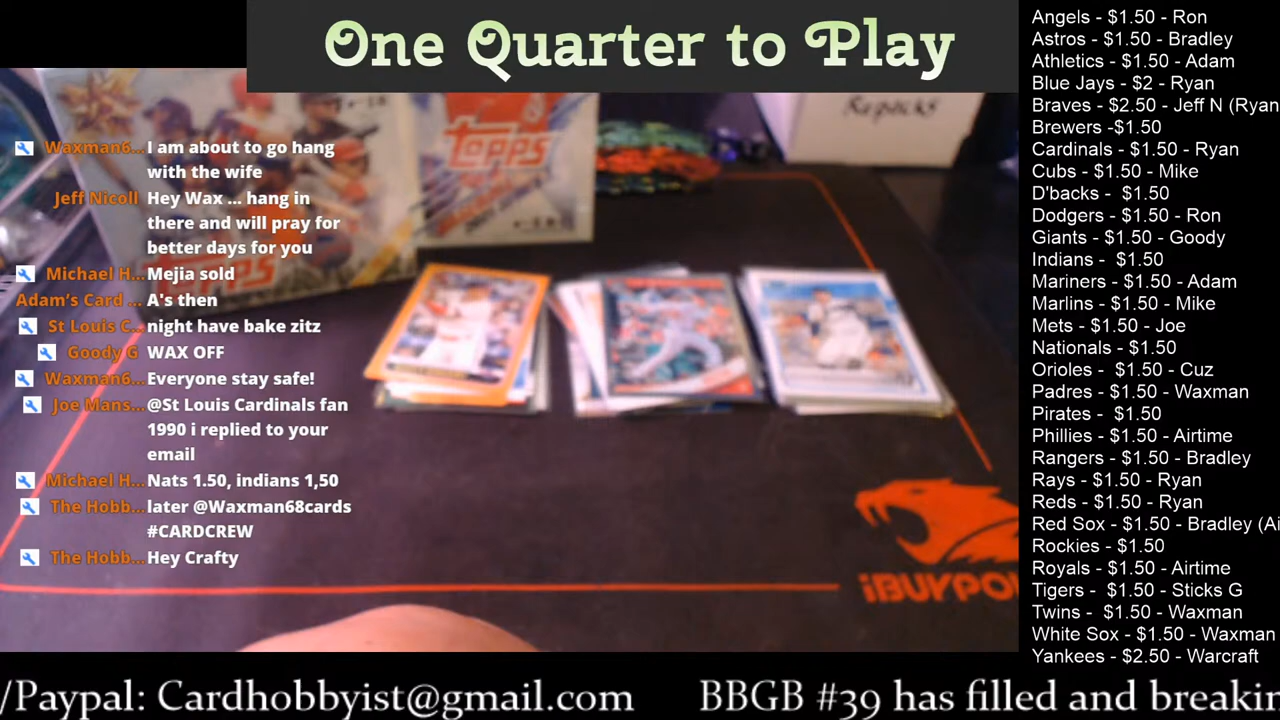 One Quarter to Play
Repacks
topps
TOPPS
Waxman6... I am about to go hang
with the wife
Jeff Nicoll Hey Wax ... hang in
there and will pray for
better days for you
Michael H... Mejia sold
Adam's Card ... A's then
St Louis C... night have bake zitz
Goody G WAX OFF
Waxman6... Everyone stay safe!
Joe Mans... @St Louis Cardinals fan
1990 i replied to your
email
Michael H... Nats 1.50, indians 1,50
The Hobb... later @Waxman68cards
#CARDCREW
The Hobb... Hey Crafty
iBUYPO
Angels - $1.50 - Ron
Astros - $1.50 - Bradley
Athletics - $1.50 - Adam
Blue Jays - $2 - Ryan
Braves - $2.50 - Jeff N (Ryan
Brewers -$1.50
Cardinals - $1.50 - Ryan
Cubs - $1.50 - Mike
D'backs - $1.50
Dodgers - $1.50 - Ron
Giants - $1.50 - Goody
Indians - $1.50
Mariners - $1.50 - Adam
Marlins - $1.50 - Mike
Mets - $1.50 - Joe
Nationals - $1.50
Orioles - $1.50 - Cuz
Padres - $1.50 - Waxman
Pirates - $1.50
Phillies - $1.50 - Airtime
Rangers - $1.50 - Bradley
Rays - $1.50 - Ryan
Reds - $1.50 - Ryan
Red Sox - $1.50 - Bradley (Ai
Rockies - $1.50
Royals - $1.50 - Airtime
Tigers - $1.50 - Sticks G
Twins - $1.50 - Waxman
White Sox - $1.50 - Waxman
Yankees - $2.50 - Warcraft
/Paypal: Cardhobbyist@gmail.com BBGB #39 has filled and breakin